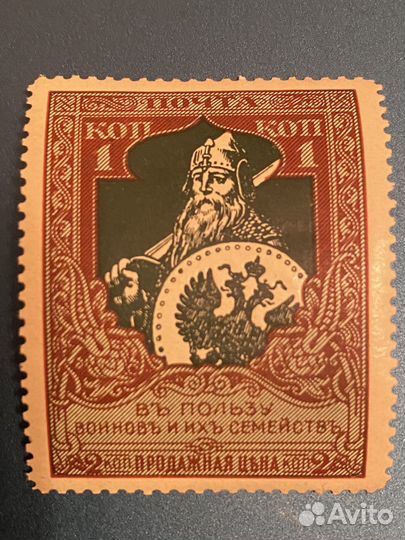 ПОЧТА
КОП КОП
1 1
ВЪ ПОЛЬЗУ
ВОИНОВЪ И ИХЪ СЕМЕЙСТВЪ
2 КОП. ПРОДАЖНАЯ ЦѢНА КОП. 2
Avito